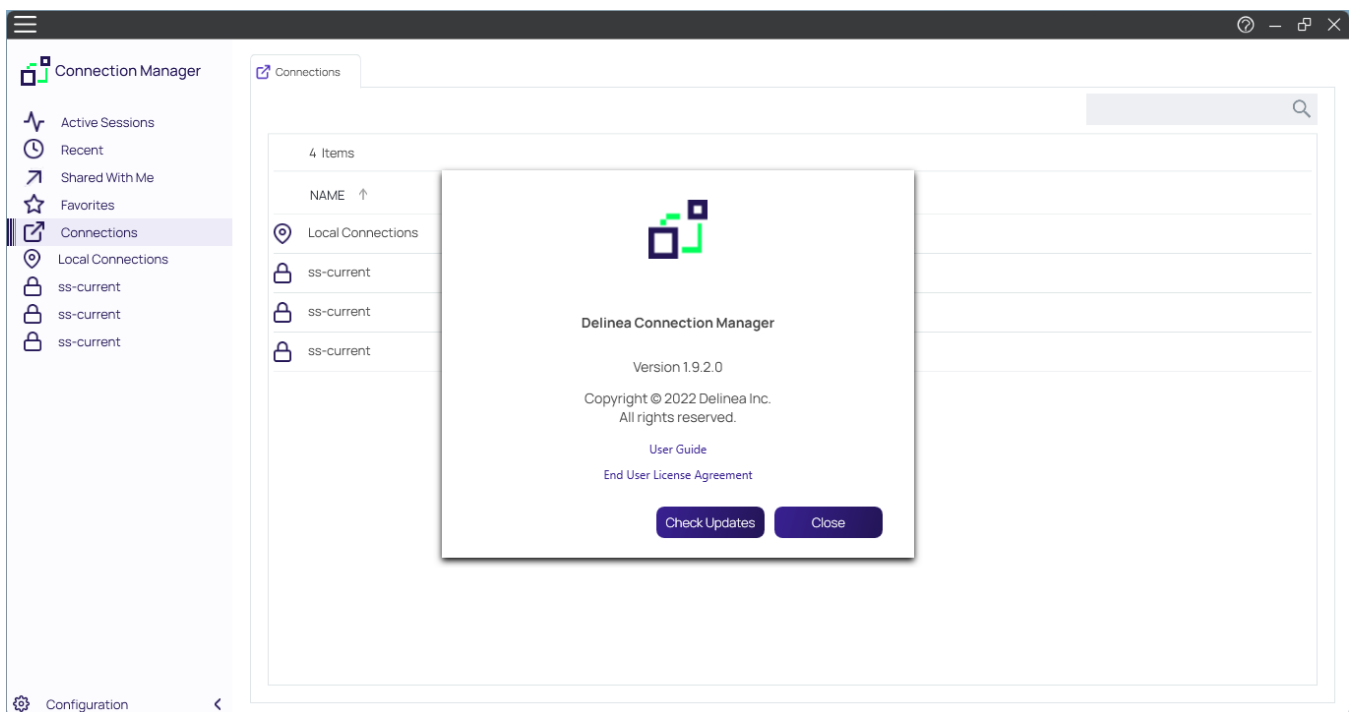 Connection Manager
Active Sessions
Recent
Shared With Me
Favorites
Connections
Local Connections
ss-current
ss-current
ss-current
Configuration
Connections
4 Items
NAME
Local Connections
ss-current
ss-current
ss-current
Delinea Connection Manager
Version 1.9.2.0
Copyright © 2022 Delinea Inc.
All rights reserved.
User Guide
End User License Agreement
Check Updates
Close